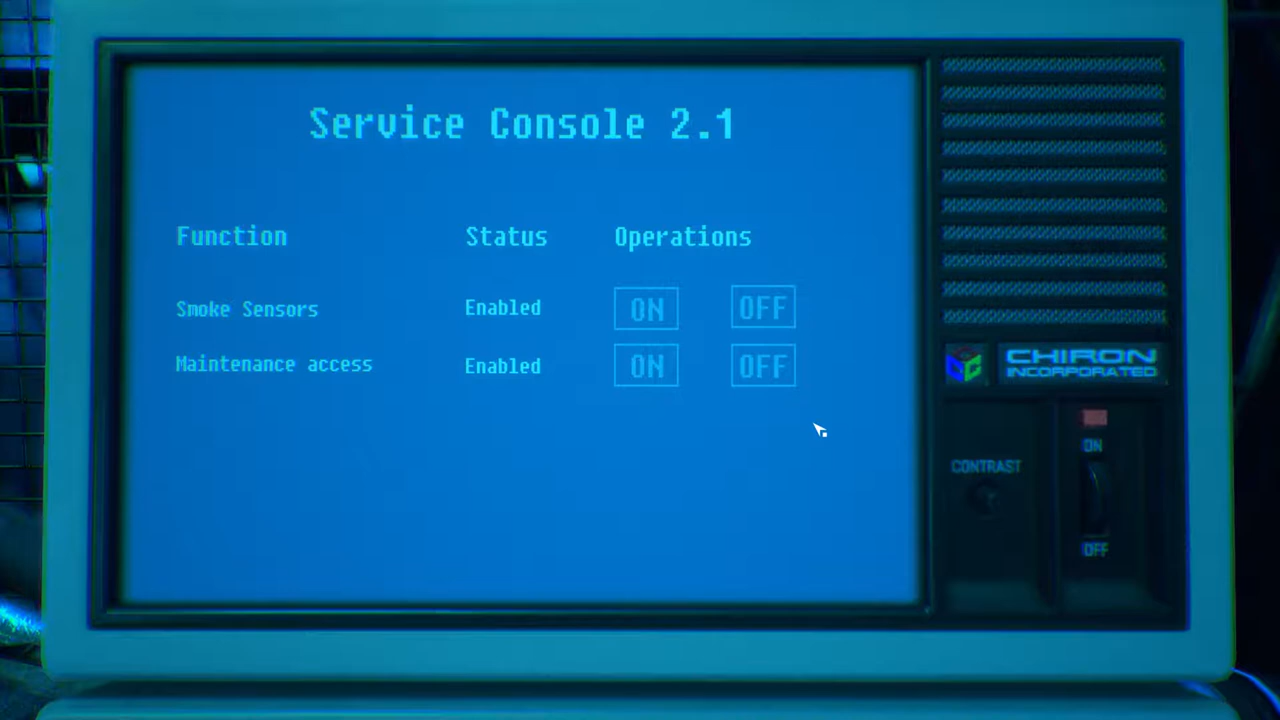 Service Console 2.1
Function Status Operations
Smoke Sensors Enabled ON OFF
Maintenance access Enabled ON OFF
CHIRON
INCORPORATED
ON
CONTRAST
OFF